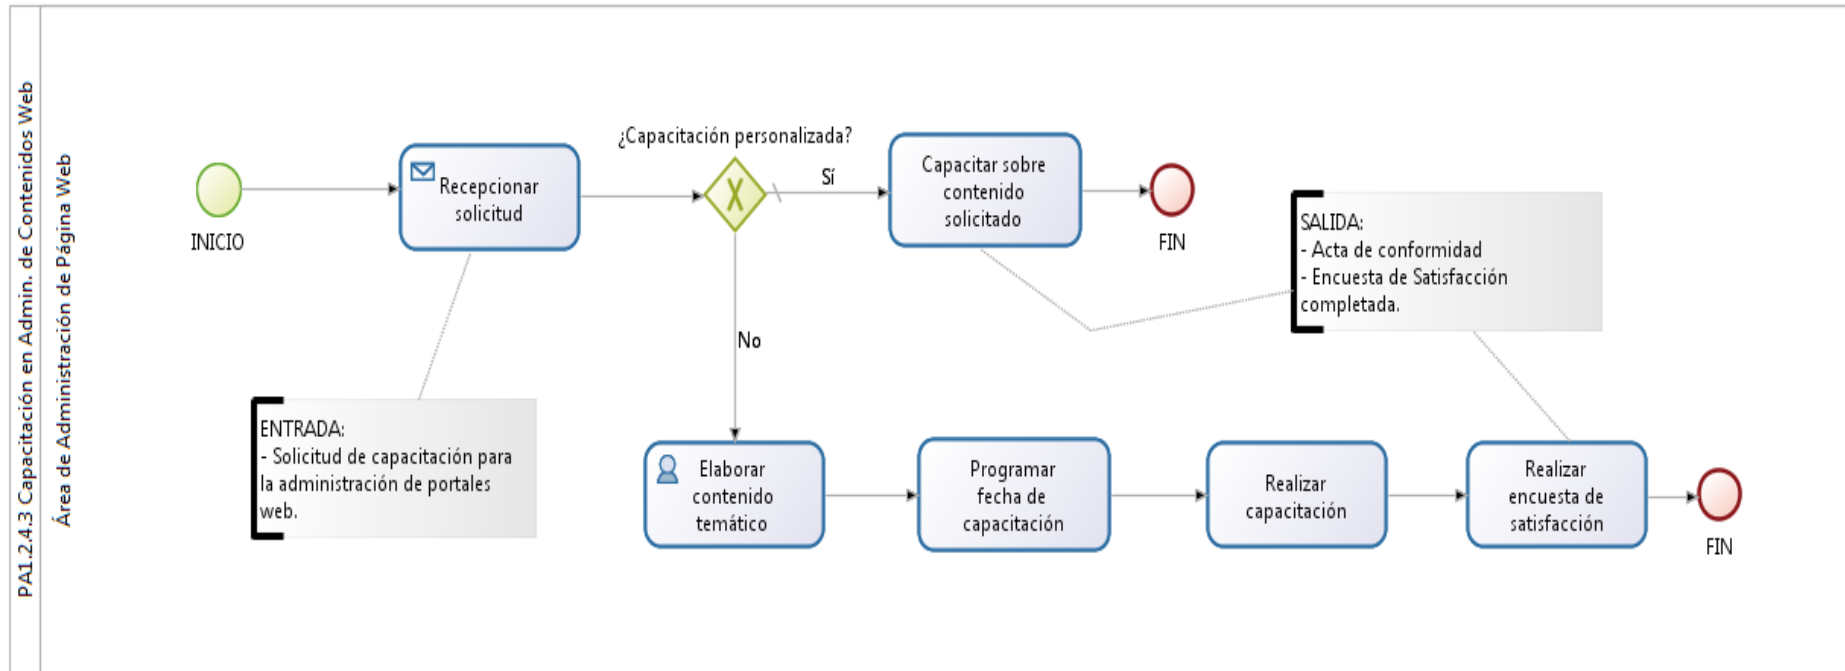 PA1.2.4.3 Capacitación en Admin. de Contenidos Web
Área de Administración de Página Web
INICIO
Recepcionar
solicitud
¿Capacitación personalizada?
Sí
No
Capacitar sobre
contenido
solicitado
FIN
SALIDA:
- Acta de conformidad
- Encuesta de Satisfacción
completada.
ENTRADA:
- Solicitud de capacitación para
la administración de portales
web.
Elaborar
contenido
temático
Programar
fecha de
capacitación
Realizar
capacitación
Realizar
encuesta de
satisfacción
FIN